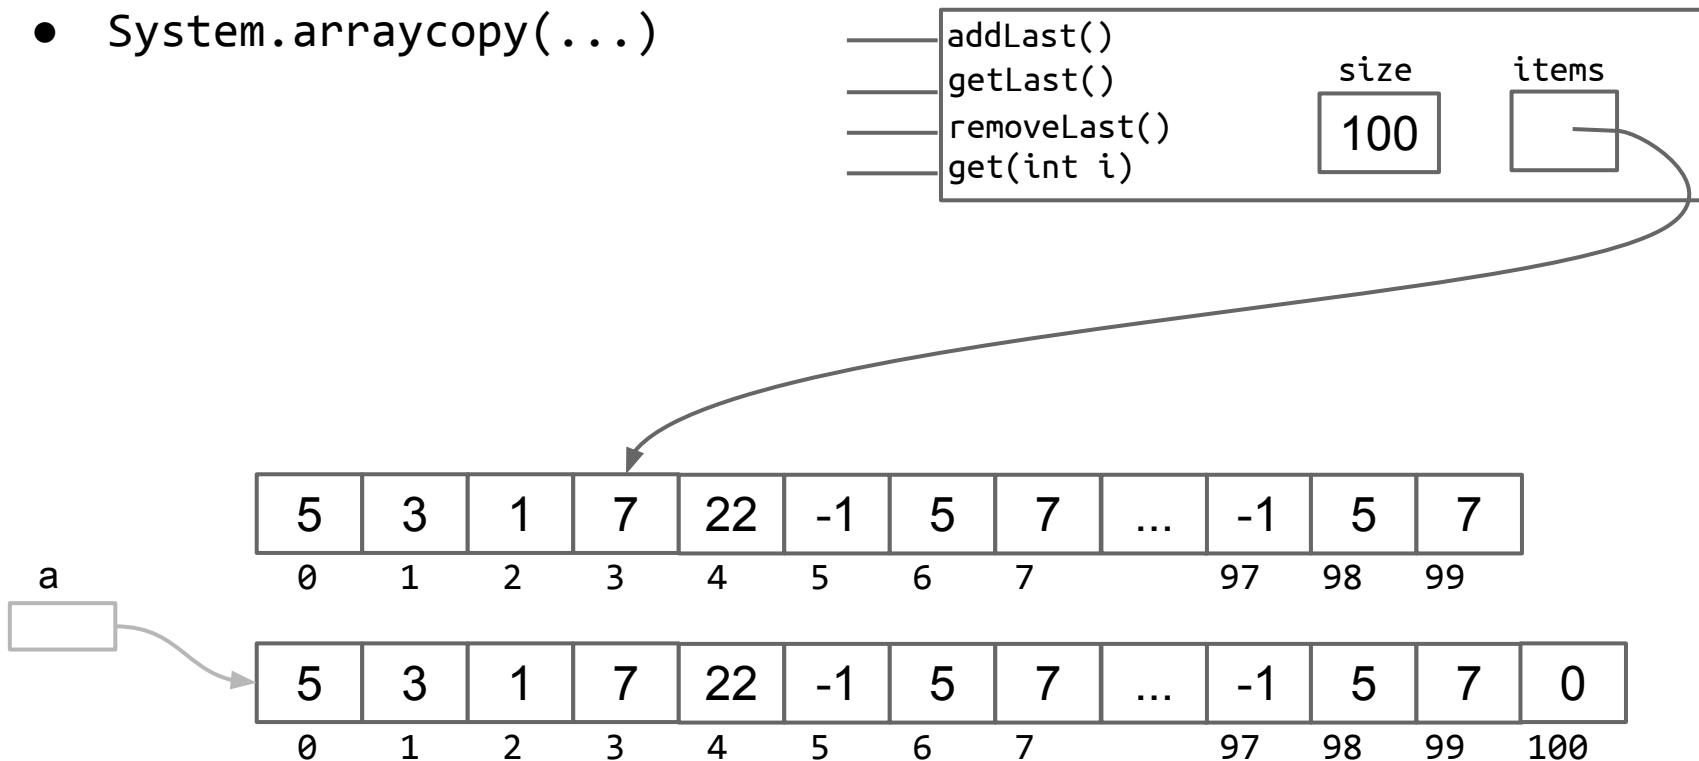 ● System.arraycopy(...)
addLast()
getLast()
removeLast()
get(int i)
size items
100
5 3 1 7 22 -1 5 7 ... -1 5 7
0 1 2 3 4 5 6 7 97 98 99
a
5 3 1 7 22 -1 5 7 ... -1 5 7 0
0 1 2 3 4 5 6 7 97 98 99 100